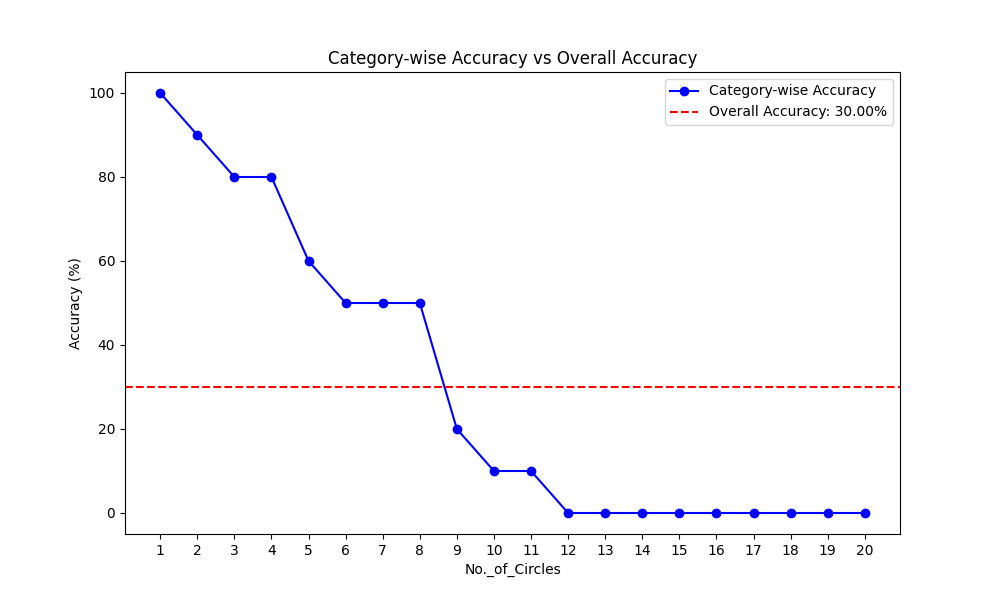 Category-wise Accuracy vs Overall Accuracy
Category-wise Accuracy
Overall Accuracy: 30.00%
100
80
60
40
20
0
Accuracy (%)
1 2 3 4 5 6 7 8 9 10 11 12 13 14 15 16 17 18 19 20
No._of_Circles